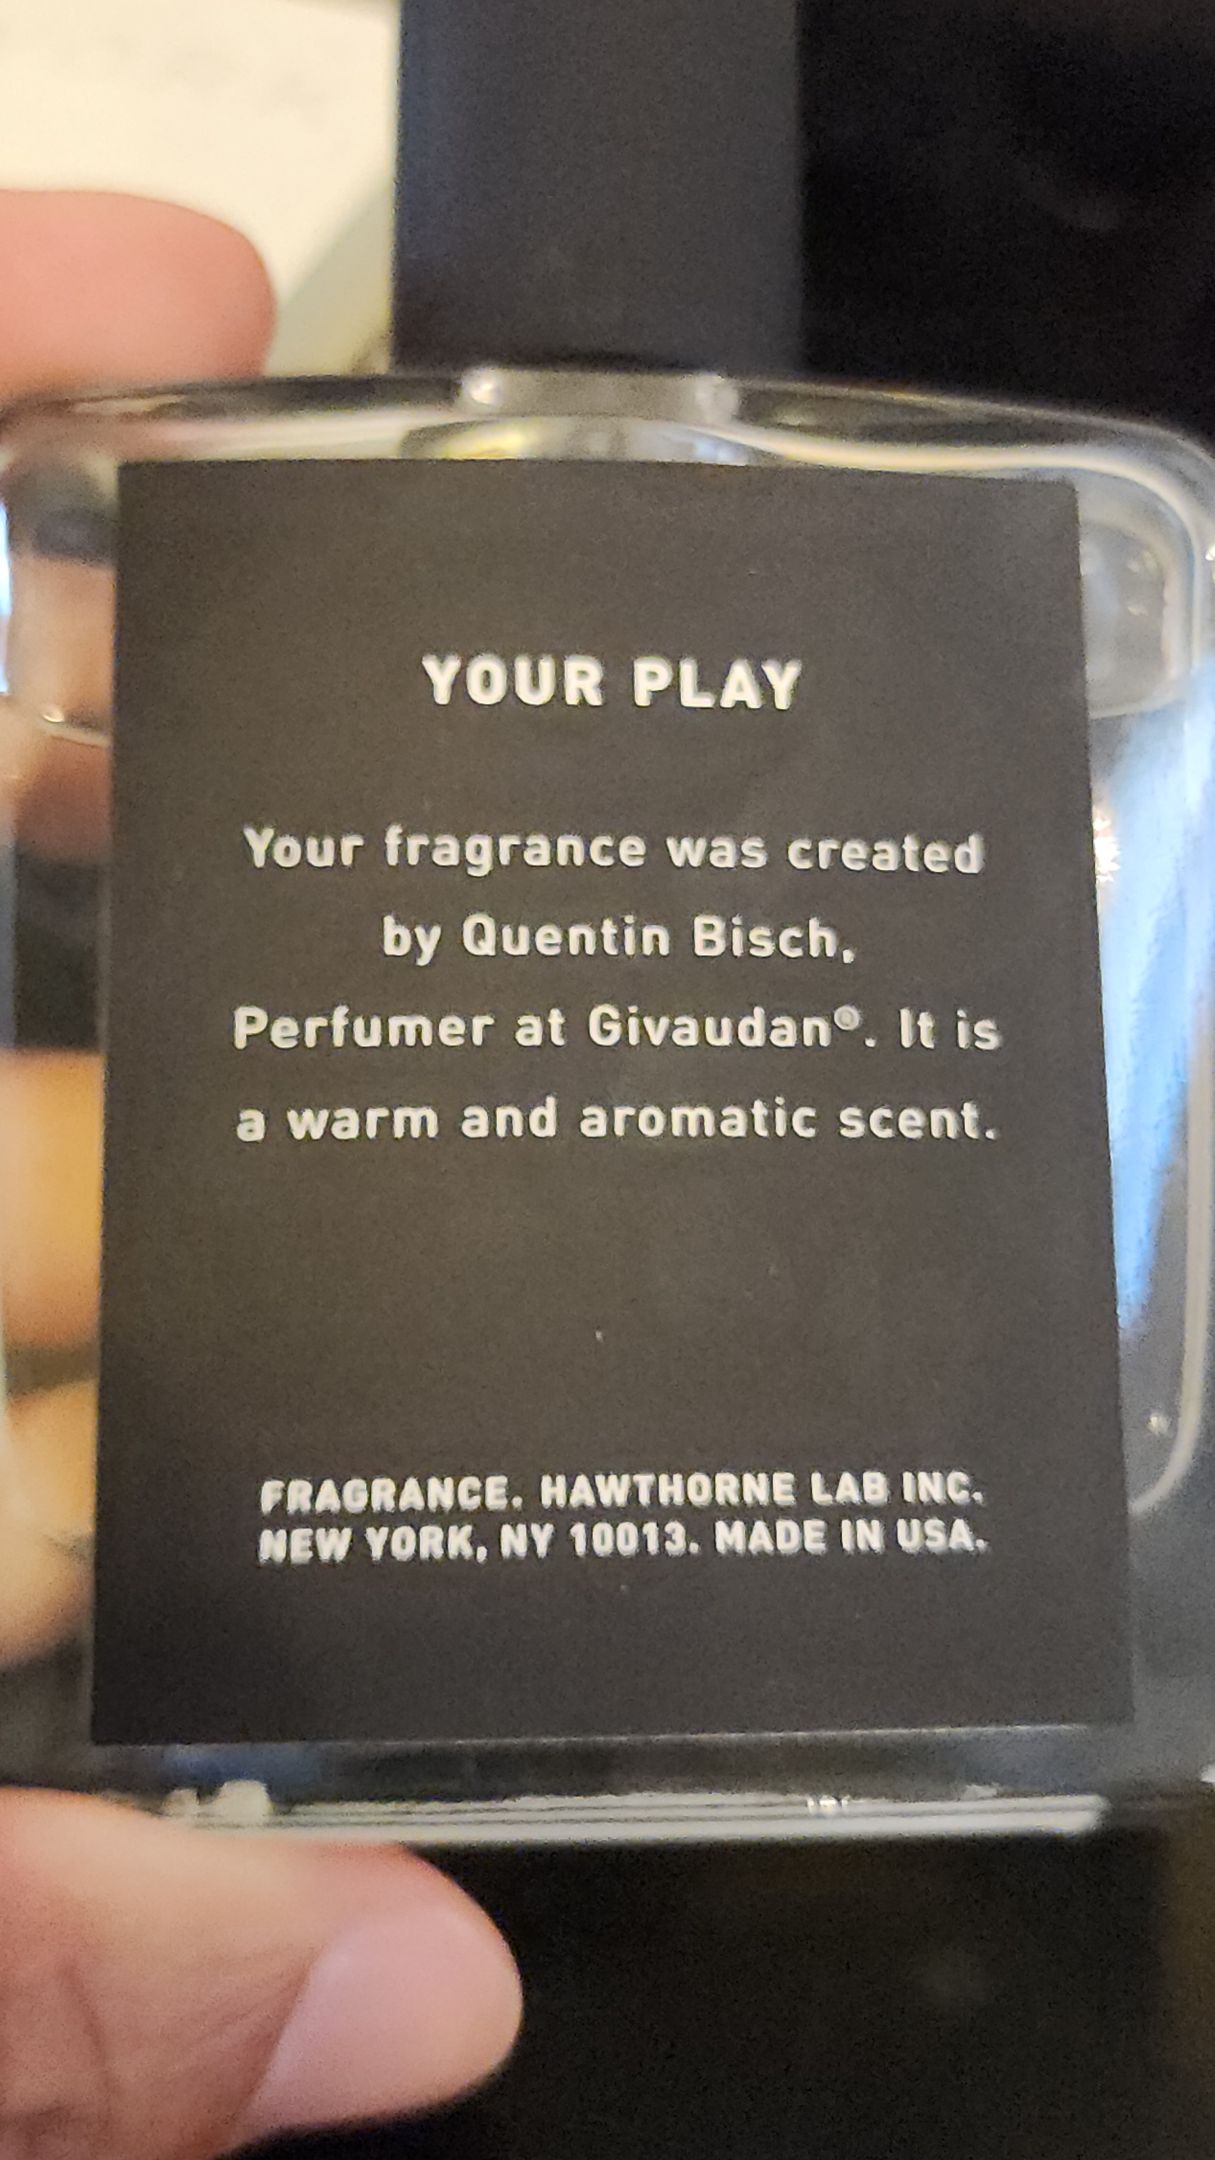 YOUR PLAY
Your fragrance was created
by Quentin Bisch,
Perfumer at Givaudan®. It is
a warm and aromatic scent.
FRAGRANCE. HAWTHORNE LAB INC.
NEW YORK, NY 10013. MADE IN USA.